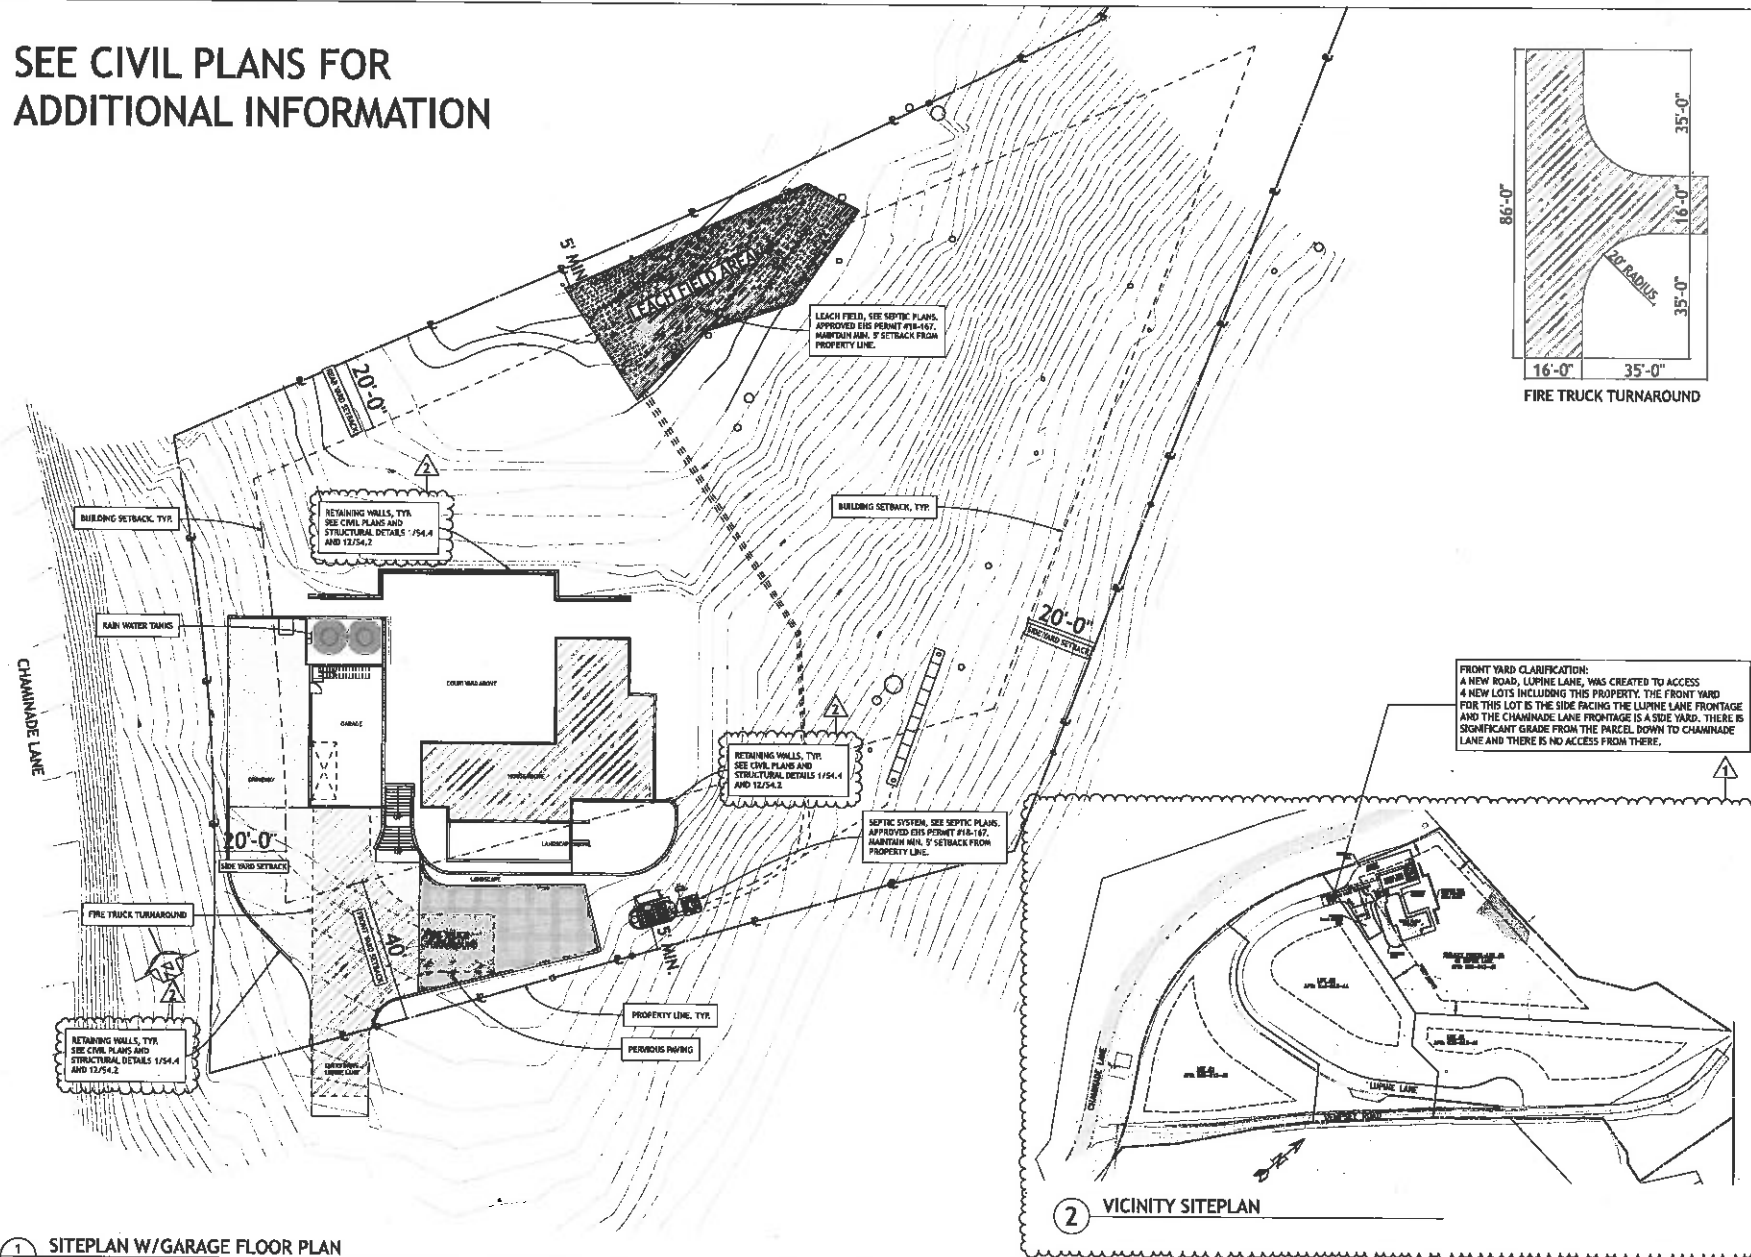 SEE CIVIL PLANS FOR
ADDITIONAL INFORMATION
35'-0"
86'-0"
16'-0"
20' RADIUS
35'-0"
16'-0"
35'-0"
FIRE TRUCK TURNAROUND
5' MIN.
LEACH FIELD AREA
LEACH FIELD, SEE SEPTIC PLANS.
APPROVED EHS PERMIT #18-167.
MAINTAIN MIN. 5' SETBACK FROM
PROPERTY LINE.
20'-0"
REAR YARD SETBACK
2
RETAINING WALLS, TYP.
SEE CIVIL PLANS AND
STRUCTURAL DETAILS 1/S4.4
AND 12/S4.2
BUILDING SETBACK, TYP.
BUILDING SETBACK, TYP.
RAIN WATER TANKS
20'-0"
SIDE YARD SETBACK
CHAMINADE LANE
COURTYARD ABOVE
GARAGE
DRIVEWAY
HOUSE ABOVE
2
RETAINING WALLS, TYP.
SEE CIVIL PLANS AND
STRUCTURAL DETAILS 1/S4.4
AND 12/S4.2
FRONT YARD CLARIFICATION:
A NEW ROAD, LUPINE LANE, WAS CREATED TO ACCESS
4 NEW LOTS INCLUDING THIS PROPERTY. THE FRONT YARD
FOR THIS LOT IS THE SIDE FACING THE LUPINE LANE FRONTAGE
AND THE CHAMINADE LANE FRONTAGE IS A SIDE YARD. THERE IS
SIGNIFICANT GRADE FROM THE PARCEL DOWN TO CHAMINADE
LANE AND THERE IS NO ACCESS FROM THERE.
1
20'-0"
SIDE YARD SETBACK
LANDSCAPE
SEPTIC SYSTEM, SEE SEPTIC PLANS.
APPROVED EHS PERMIT #18-167.
MAINTAIN MIN. 5' SETBACK FROM
PROPERTY LINE.
FIRE TRUCK TURNAROUND
40'
FRONT YARD SETBACK
5' MIN.
2
RETAINING WALLS, TYP.
SEE CIVIL PLANS AND
STRUCTURAL DETAILS 1/S4.4
AND 12/S4.2
PROPERTY LINE, TYP.
PERVIOUS PAVING
CHAMINADE LANE
LUPINE LANE
DEMPSEY ROAD
N
2 VICINITY SITEPLAN
1 SITEPLAN W/GARAGE FLOOR PLAN